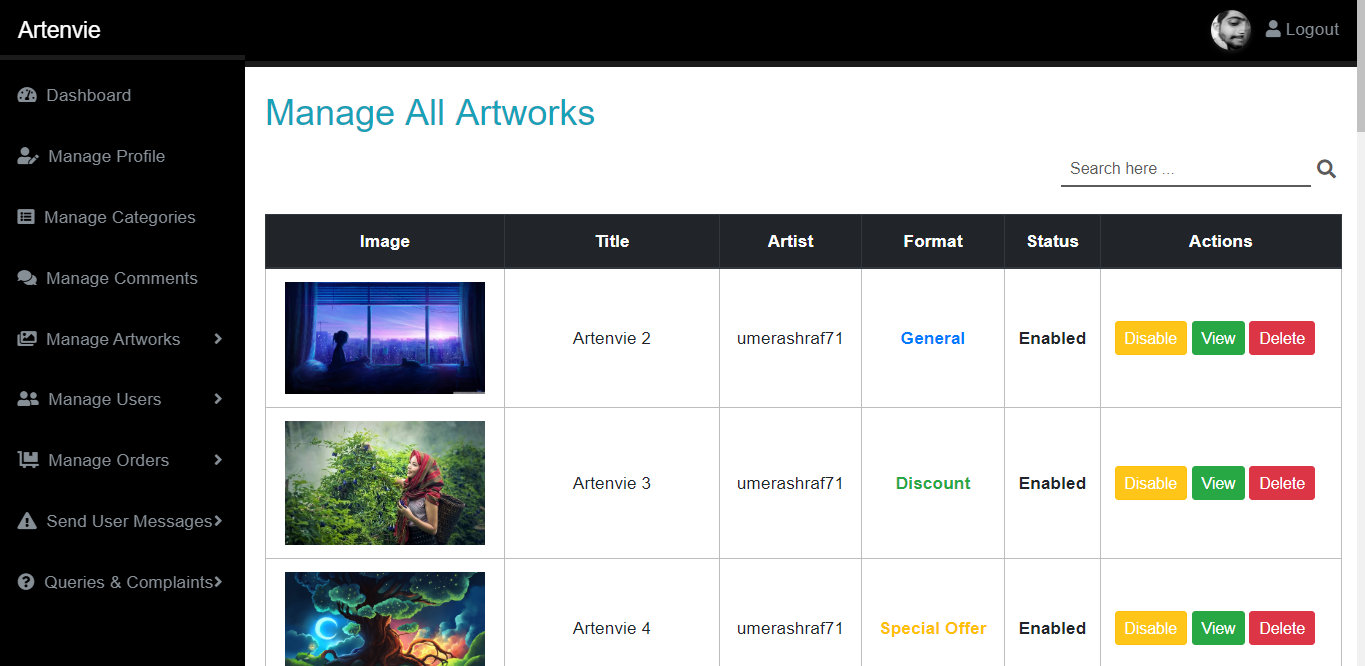 Artenvie
Logout
Dashboard
Manage Profile
Manage Categories
Manage Comments
Manage Artworks
Manage Users
Manage Orders
Send User Messages
Queries & Complaints
Manage All Artworks
Search here ...
Image Title Artist Format Status Actions
Artenvie 2 umerashraf71 General Enabled Disable View Delete
Artenvie 3 umerashraf71 Discount Enabled Disable View Delete
Artenvie 4 umerashraf71 Special Offer Enabled Disable View Delete